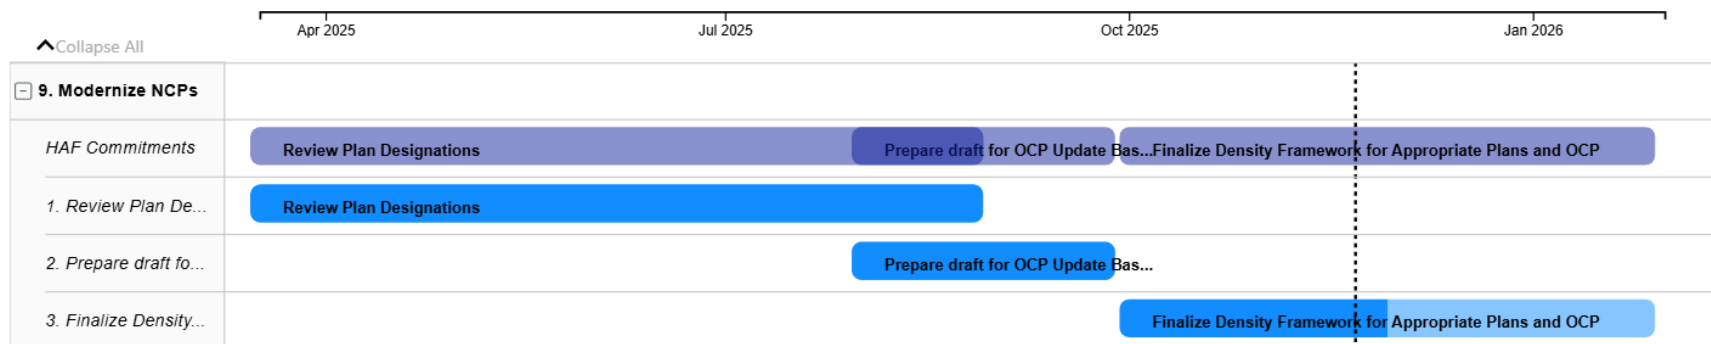 Apr 2025 Jul 2025 Oct 2025 Jan 2026
Collapse All
9. Modernize NCPs
HAF Commitments Review Plan Designations Prepare draft for OCP Update Bas... Finalize Density Framework for Appropriate Plans and OCP
1. Review Plan De... Review Plan Designations
2. Prepare draft fo... Prepare draft for OCP Update Bas...
3. Finalize Density... Finalize Density Framework for Appropriate Plans and OCP